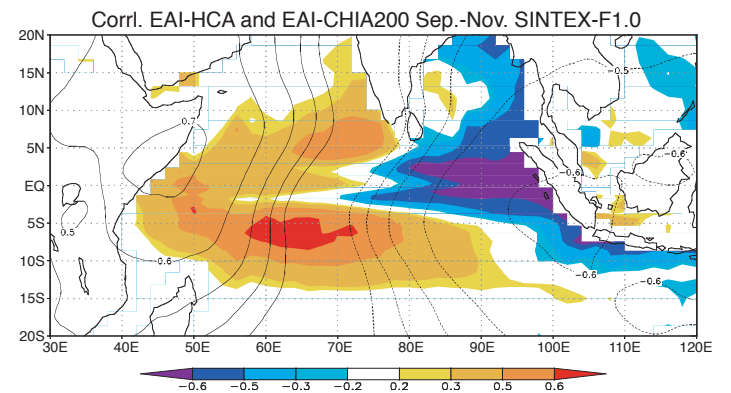 Corrl. EAI-HCA and EAI-CHIA200 Sep.-Nov. SINTEX-F1.0
20N
15N
10N
5N
EQ
5S
10S
15S
20S
30E 40E 50E 60E 70E 80E 90E 100E 110E 120E
0.7
0.5
0.6
−0.5
−0.6
−0.6
−0.6
−0.6
−0.6 −0.5 −0.3 −0.2 0.2 0.3 0.5 0.6